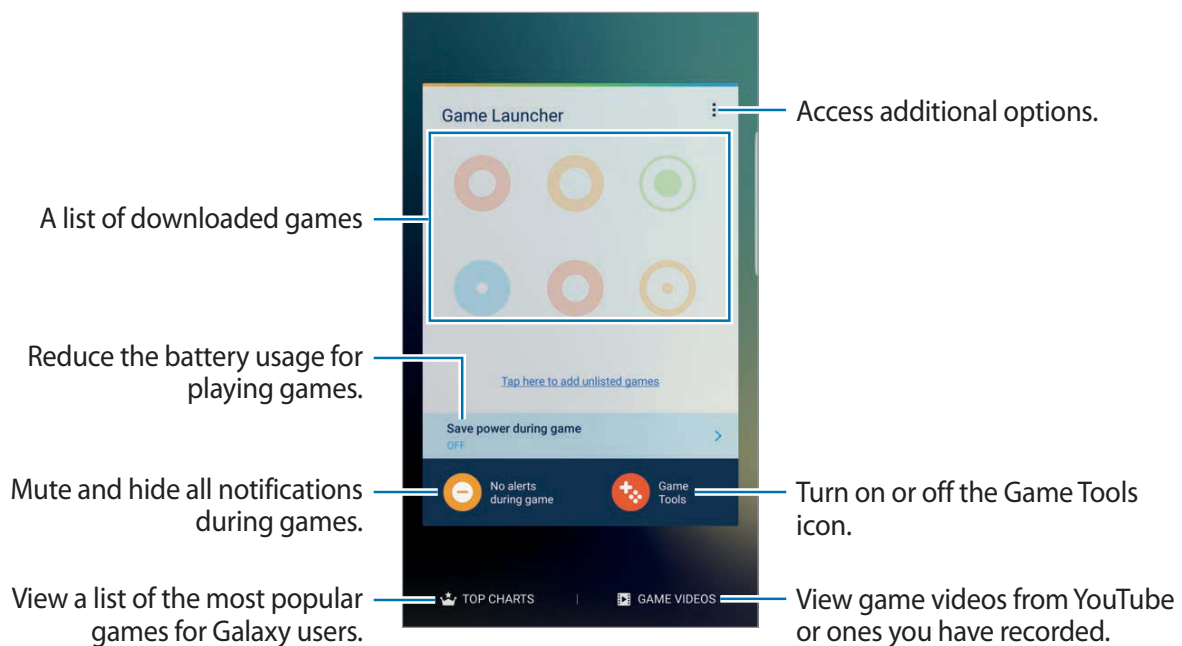 Game Launcher
Access additional options.
A list of downloaded games
Reduce the battery usage for
playing games.
Tap here to add unlisted games
Save power during game
OFF
Mute and hide all notifications
during games.
No alerts
during game
Game
Tools
Turn on or off the Game Tools
icon.
View a list of the most popular
games for Galaxy users.
TOP CHARTS
GAME VIDEOS
View game videos from YouTube
or ones you have recorded.